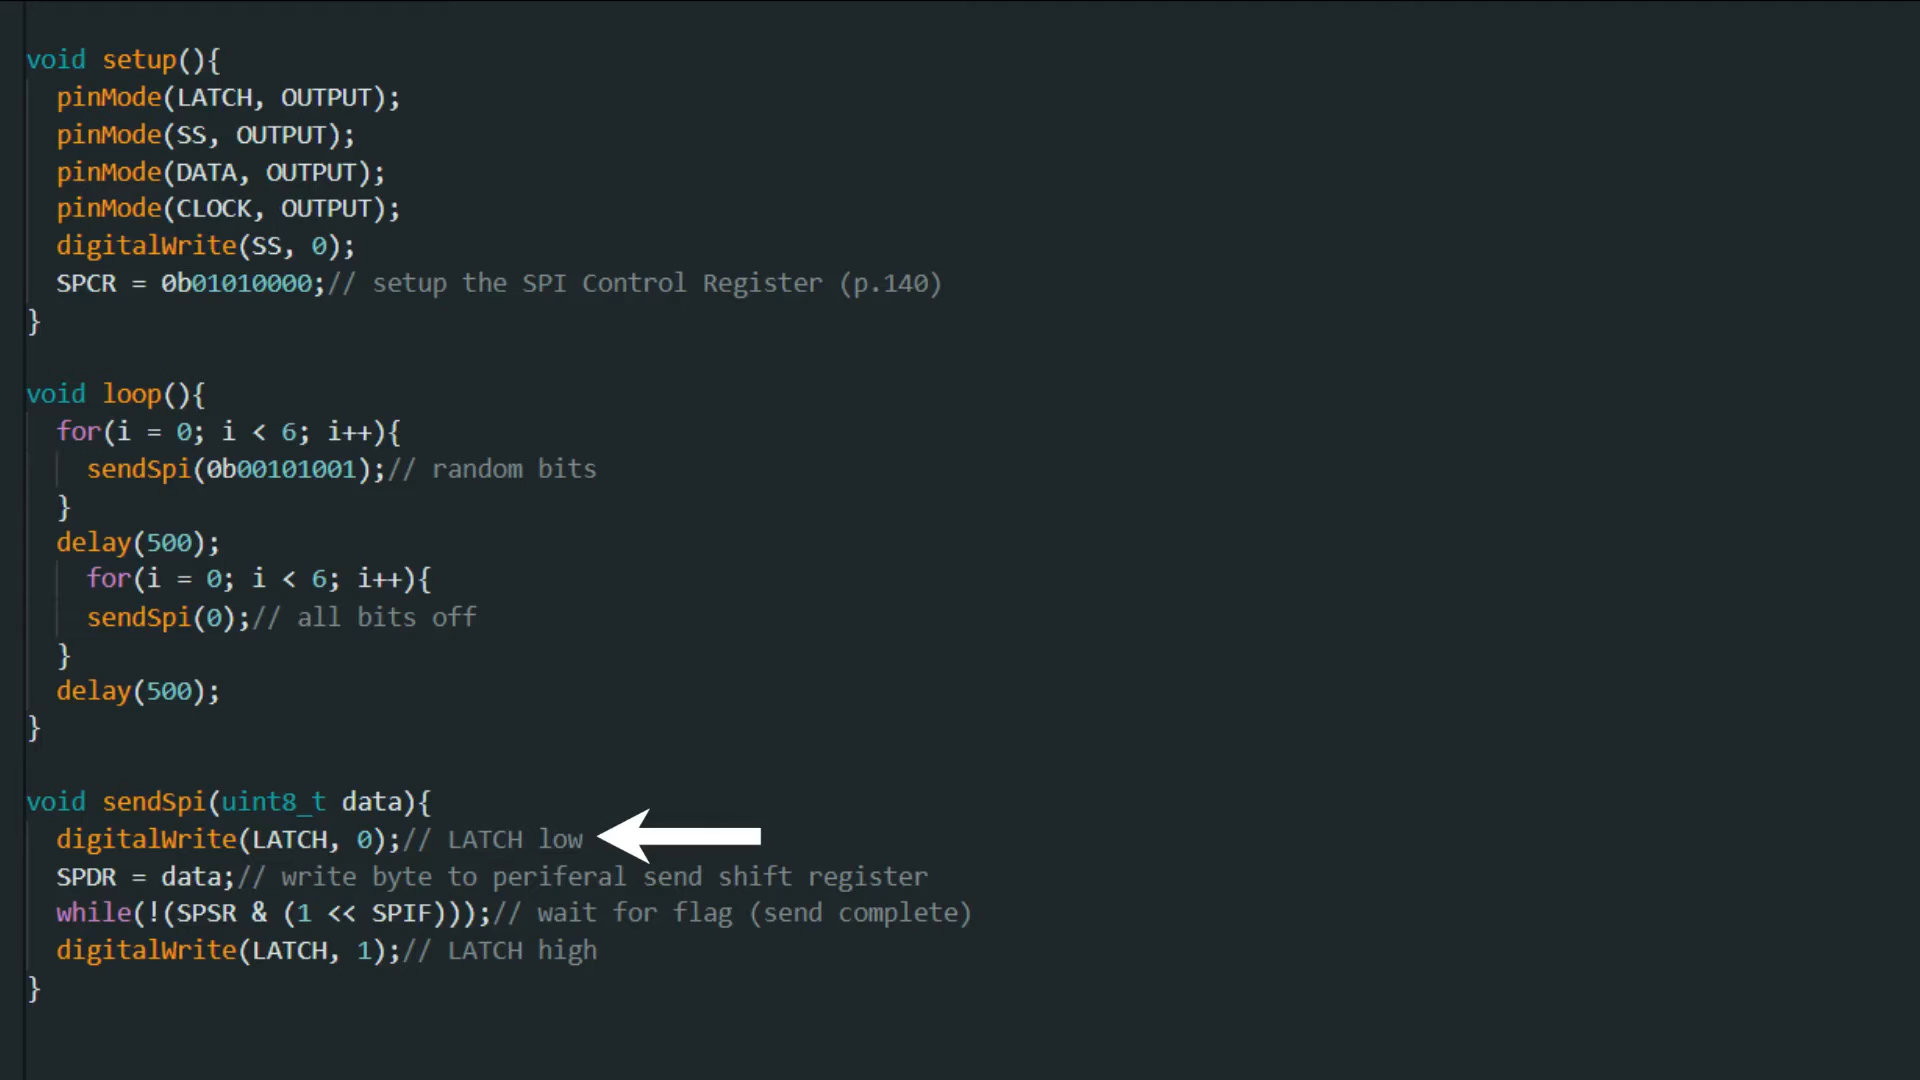 void setup(){
  pinMode(LATCH, OUTPUT);
  pinMode(SS, OUTPUT);
  pinMode(DATA, OUTPUT);
  pinMode(CLOCK, OUTPUT);
  digitalWrite(SS, 0);
  SPCR = 0b01010000;// setup the SPI Control Register (p.140)
}
void loop(){
  for(i = 0; i < 6; i++){
    sendSpi(0b00101001);// random bits
  }
  delay(500);
    for(i = 0; i < 6; i++){
    sendSpi(0);// all bits off
  }
  delay(500);
}
void sendSpi(uint8_t data){
  digitalWrite(LATCH, 0);// LATCH low
  SPDR = data;// write byte to periferal send shift register
  while(!(SPSR & (1 << SPIF)));// wait for flag (send complete)
  digitalWrite(LATCH, 1);// LATCH high
}